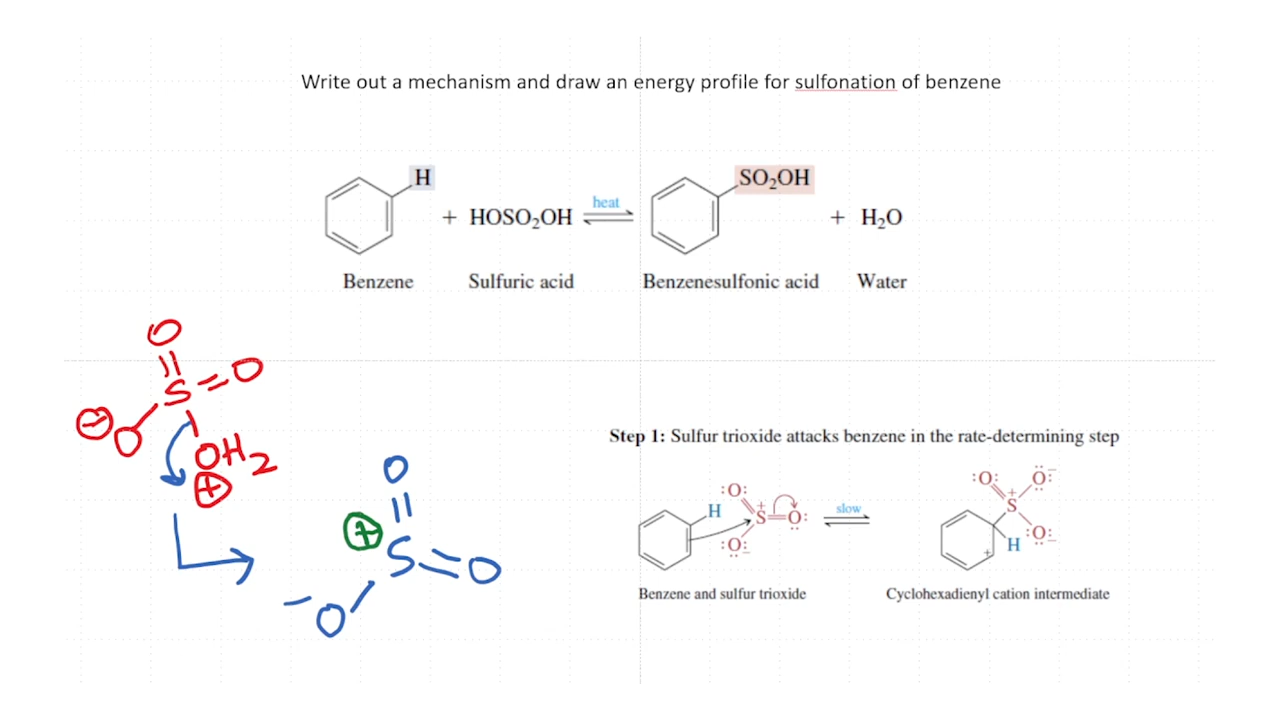 Write out a mechanism and draw an energy profile for sulfonation of benzene
H
+ HOSO₂OH
heat
SO₂OH
+ H₂O
Benzene
Sulfuric acid
Benzenesulfonic acid
Water
O
S=O
⊖O
OH2
⊕
O
⊕
S=O
-O
Step 1: Sulfur trioxide attacks benzene in the rate-determining step
H
:O:
S+=O:
:O:-
slow
:O:
:O:-
S+
:O:-
H
+
Benzene and sulfur trioxide
Cyclohexadienyl cation intermediate